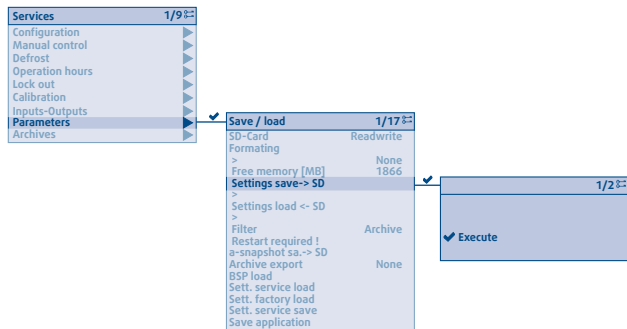 Services 1/9
Configuration
Manual control
Defrost
Operation hours
Lock out
Calibration
Inputs-Outputs
Parameters
Archives
Save / load 1/17
SD-Card Readwrite
Formating
> None
Free memory [MB] 1866
Settings save-> SD
>
Settings load <- SD
>
Filter Archive
Restart required !
a-snapshot sa.-> SD
Archive export None
BSP load
Sett. service load
Sett. factory load
Sett. service save
Save application
1/2
Execute